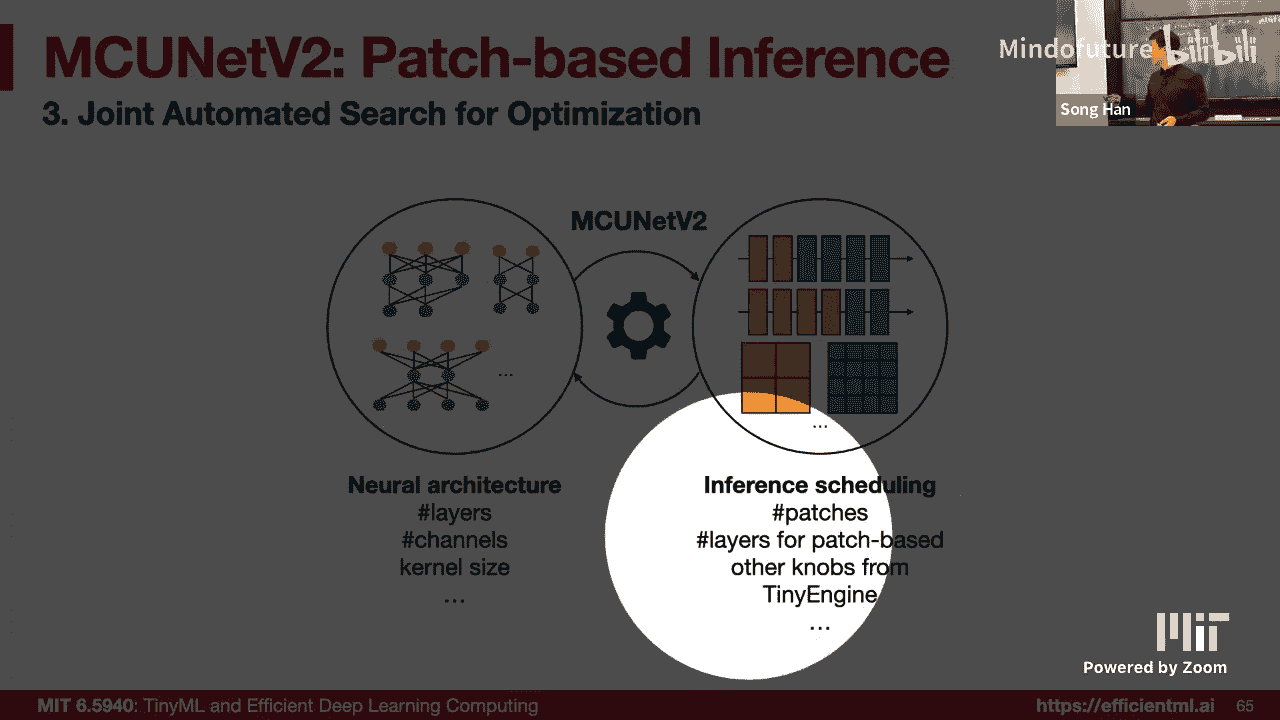 MCUNetV2: Patch-based Inference
3. Joint Automated Search for Optimization
Mindofuture
bilibili
Song Han
MCUNetV2
...
...
Neural architecture
#layers
#channels
kernel size
...
Inference scheduling
#patches
#layers for patch-based
other knobs from
TinyEngine
...
MIT
Powered by Zoom
MIT 6.5940: TinyML and Efficient Deep Learning Computing
https://efficientml.ai
65